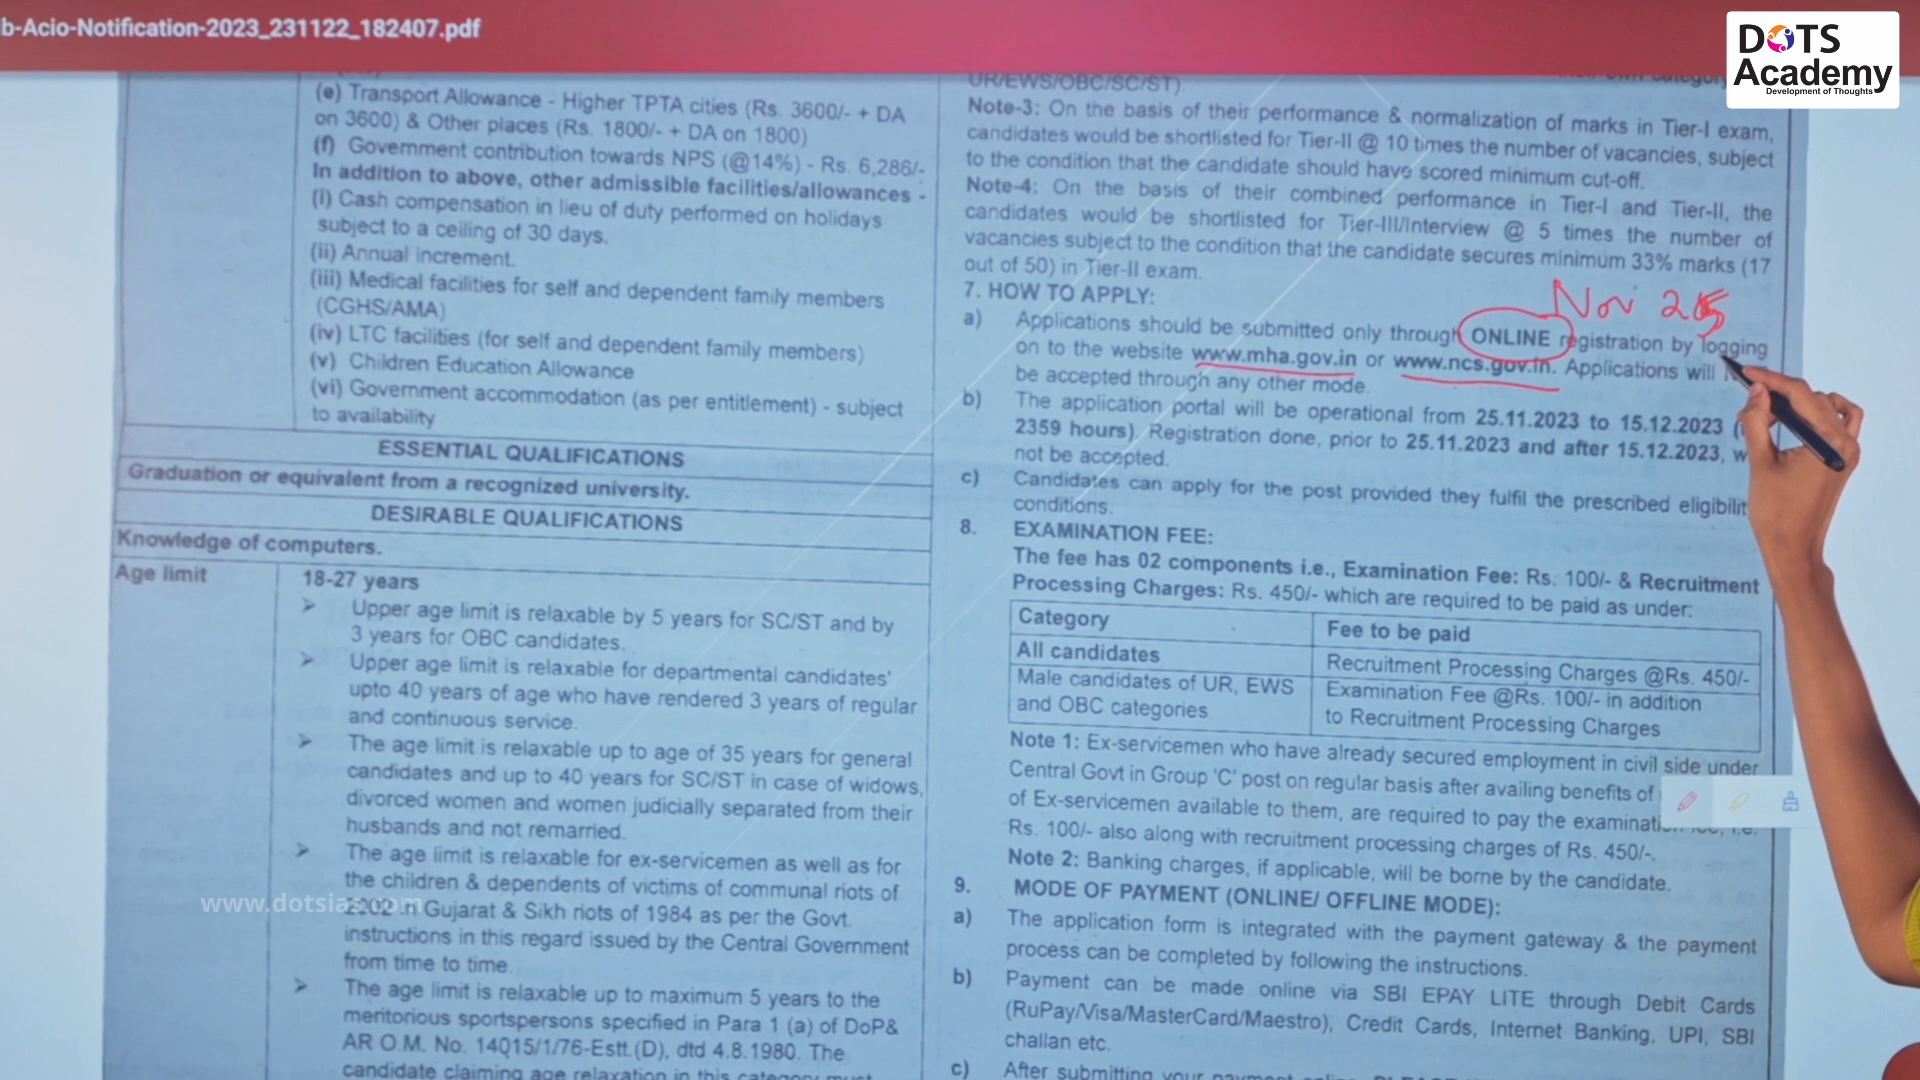 b-Acio-Notification-2023_231122_182407.pdf
DOTS
Academy
Development of Thoughts
(e) Transport Allowance - Higher TPTA cities (Rs. 3600/- + DA
on 3600) & Other places (Rs. 1800/- + DA on 1800)
(f) Government contribution towards NPS (@14%) - Rs. 6,286/-
In addition to above, other admissible facilities/allowances -
(i) Cash compensation in lieu of duty performed on holidays
subject to a ceiling of 30 days.
(ii) Annual increment.
(iii) Medical facilities for self and dependent family members
(CGHS/AMA)
(iv) LTC facilities (for self and dependent family members)
(v) Children Education Allowance
(vi) Government accommodation (as per entitlement) - subject
to availability
ESSENTIAL QUALIFICATIONS
Graduation or equivalent from a recognized university.
DESIRABLE QUALIFICATIONS
Knowledge of computers.
Age limit
18-27 years
➢ Upper age limit is relaxable by 5 years for SC/ST and by
3 years for OBC candidates.
➢ Upper age limit is relaxable for departmental candidates'
upto 40 years of age who have rendered 3 years of regular
and continuous service.
➢ The age limit is relaxable up to age of 35 years for general
candidates and up to 40 years for SC/ST in case of widows,
divorced women and women judicially separated from their
husbands and not remarried.
➢ The age limit is relaxable for ex-servicemen as well as for
the children & dependents of victims of communal riots of
2002 in Gujarat & Sikh riots of 1984 as per the Govt.
instructions in this regard issued by the Central Government
from time to time.
➢ The age limit is relaxable up to maximum 5 years to the
meritorious sportspersons specified in Para 1 (a) of DoP&
AR O.M. No. 14015/1/76-Estt.(D), dtd 4.8.1980. The
candidate claiming age relaxation in this category must
www.dotsias.com
UR/EWS/OBC/SC/ST).
Note-3: On the basis of their performance & normalization of marks in Tier-I exam,
candidates would be shortlisted for Tier-II @ 10 times the number of vacancies, subject
to the condition that the candidate should have scored minimum cut-off.
Note-4: On the basis of their combined performance in Tier-I and Tier-II, the
candidates would be shortlisted for Tier-III/Interview @ 5 times the number of
vacancies subject to the condition that the candidate secures minimum 33% marks (17
out of 50) in Tier-II exam.
7. HOW TO APPLY:
Nov 25
a) Applications should be submitted only through ONLINE registration by logging
on to the website www.mha.gov.in or www.ncs.gov.in. Applications will
be accepted through any other mode.
b) The application portal will be operational from 25.11.2023 to 15.12.2023
2359 hours). Registration done, prior to 25.11.2023 and after 15.12.2023, w
not be accepted.
c) Candidates can apply for the post provided they fulfil the prescribed eligibilit
conditions.
8. EXAMINATION FEE:
The fee has 02 components i.e., Examination Fee: Rs. 100/- & Recruitment
Processing Charges: Rs. 450/- which are required to be paid as under:
Category Fee to be paid
All candidates Recruitment Processing Charges @Rs. 450/-
Male candidates of UR, EWS Examination Fee @Rs. 100/- in addition
and OBC categories to Recruitment Processing Charges
Note 1: Ex-servicemen who have already secured employment in civil side under
Central Govt in Group 'C' post on regular basis after availing benefits of
of Ex-servicemen available to them, are required to pay the examinati
Rs. 100/- also along with recruitment processing charges of Rs. 450/-.
Note 2: Banking charges, if applicable, will be borne by the candidate.
9. MODE OF PAYMENT (ONLINE/ OFFLINE MODE):
a) The application form is integrated with the payment gateway & the payment
process can be completed by following the instructions.
b) Payment can be made online via SBI EPAY LITE through Debit Cards
(RuPay/Visa/MasterCard/Maestro), Credit Cards, Internet Banking, UPI, SBI
challan etc.
c) After submitting your payment online